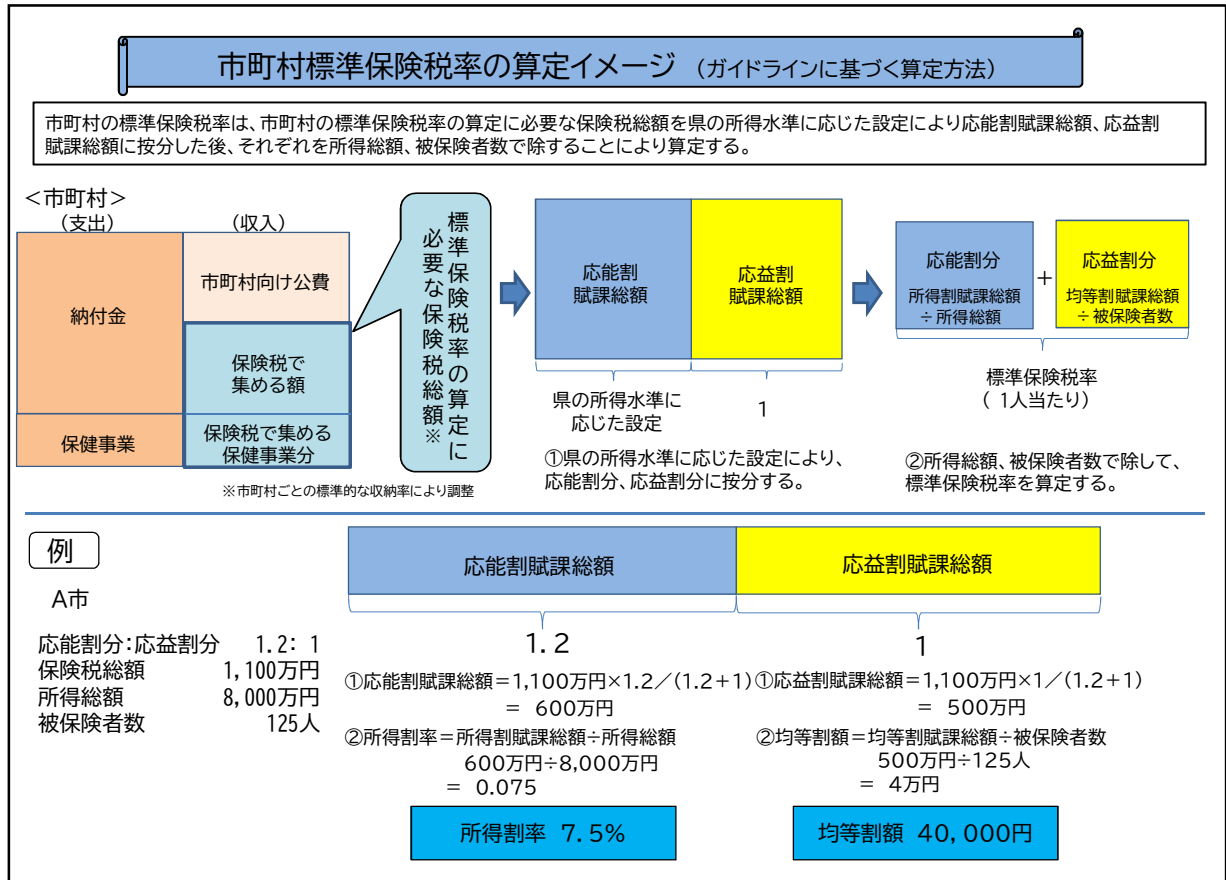 市町村標準保険税率の算定イメージ (ガイドラインに基づく算定方法)
市町村の標準保険税率は、市町村の標準保険税率の算定に必要な保険税総額を県の所得水準に応じた設定により応能割賦課総額、応益割
賦課総額に按分した後、それぞれを所得総額、被保険者数で除することにより算定する。
<市町村>
(支出)
(収入)
納付金
保健事業
市町村向け公費
保険税で
集める額
保険税で集める
保健事業分
標準保険税率の算定に
必要な保険税総額※
※市町村ごとの標準的な収納率により調整
応能割
賦課総額
応益割
賦課総額
県の所得水準に
応じた設定
1
①県の所得水準に応じた設定により、
応能割分、応益割分に按分する。
応能割分
所得割賦課総額
÷所得総額
+
応益割分
均等割賦課総額
÷被保険者数
標準保険税率
( 1人当たり)
②所得総額、被保険者数で除して、
標準保険税率を算定する。
例
A市
応能割分:応益割分 1.2: 1
保険税総額 1,100万円
所得総額 8,000万円
被保険者数 125人
応能割賦課総額
応益割賦課総額
1.2
1
①応能割賦課総額=1,100万円×1.2/(1.2+1)
= 600万円
②所得割率=所得割賦課総額÷所得総額
600万円÷8,000万円
= 0.075
所得割率 7.5%
①応益割賦課総額=1,100万円×1/(1.2+1)
= 500万円
②均等割額=均等割賦課総額÷被保険者数
500万円÷125人
= 4万円
均等割額 40,000円